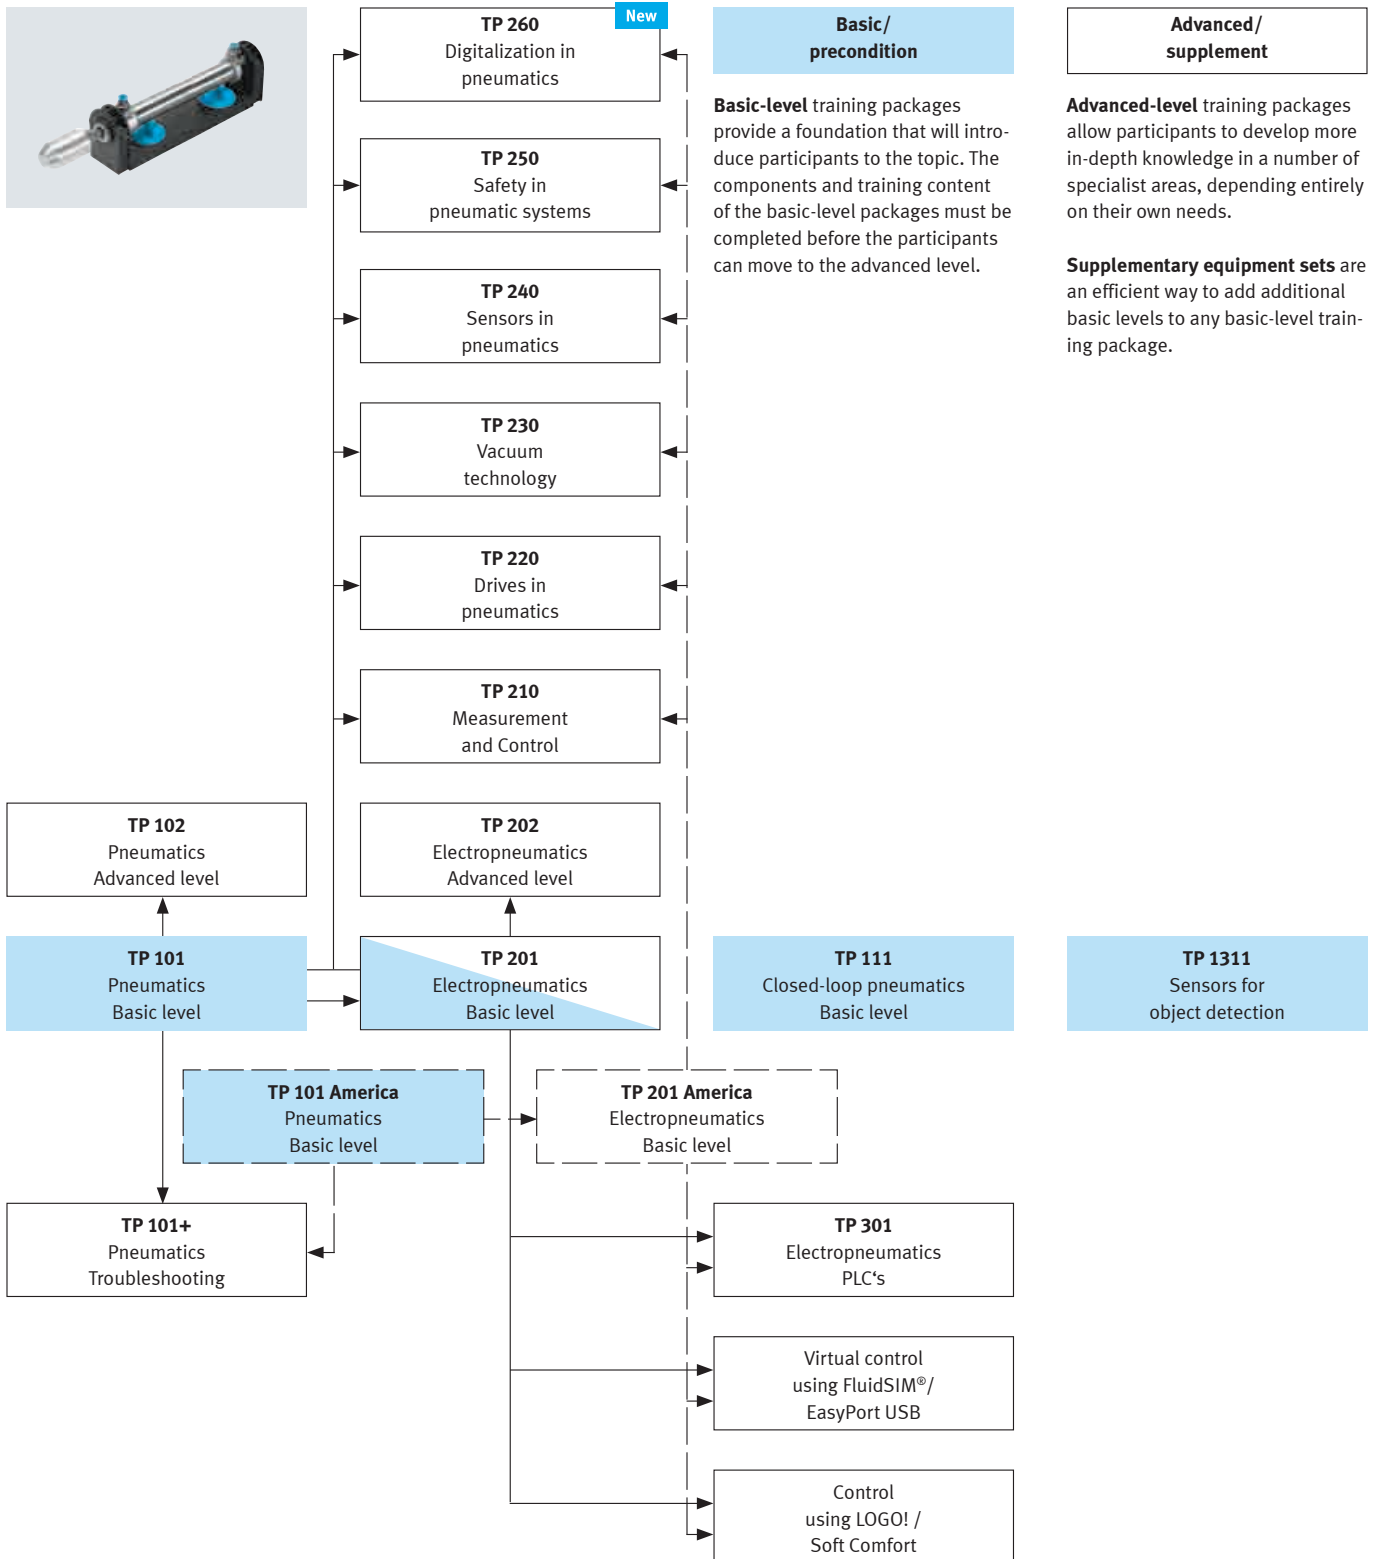 TP 260
Digitalization in
pneumatics
New
Basic/
precondition
Basic-level training packages
provide a foundation that will intro-
duce participants to the topic. The
components and training content
of the basic-level packages must be
completed before the participants
can move to the advanced level.
Advanced/
supplement
Advanced-level training packages
allow participants to develop more
in-depth knowledge in a number of
specialist areas, depending entirely
on their own needs.
Supplementary equipment sets are
an efficient way to add additional
basic levels to any basic-level train-
ing package.
TP 250
Safety in
pneumatic systems
TP 240
Sensors in
pneumatics
TP 230
Vacuum
technology
TP 220
Drives in
pneumatics
TP 210
Measurement
and Control
TP 102
Pneumatics
Advanced level
TP 202
Electropneumatics
Advanced level
TP 101
Pneumatics
Basic level
TP 201
Electropneumatics
Basic level
TP 111
Closed-loop pneumatics
Basic level
TP 1311
Sensors for
object detection
TP 101 America
Pneumatics
Basic level
TP 201 America
Electropneumatics
Basic level
TP 101+
Pneumatics
Troubleshooting
TP 301
Electropneumatics
PLC‘s
Virtual control
using FluidSIM®/
EasyPort USB
Control
using LOGO! /
Soft Comfort